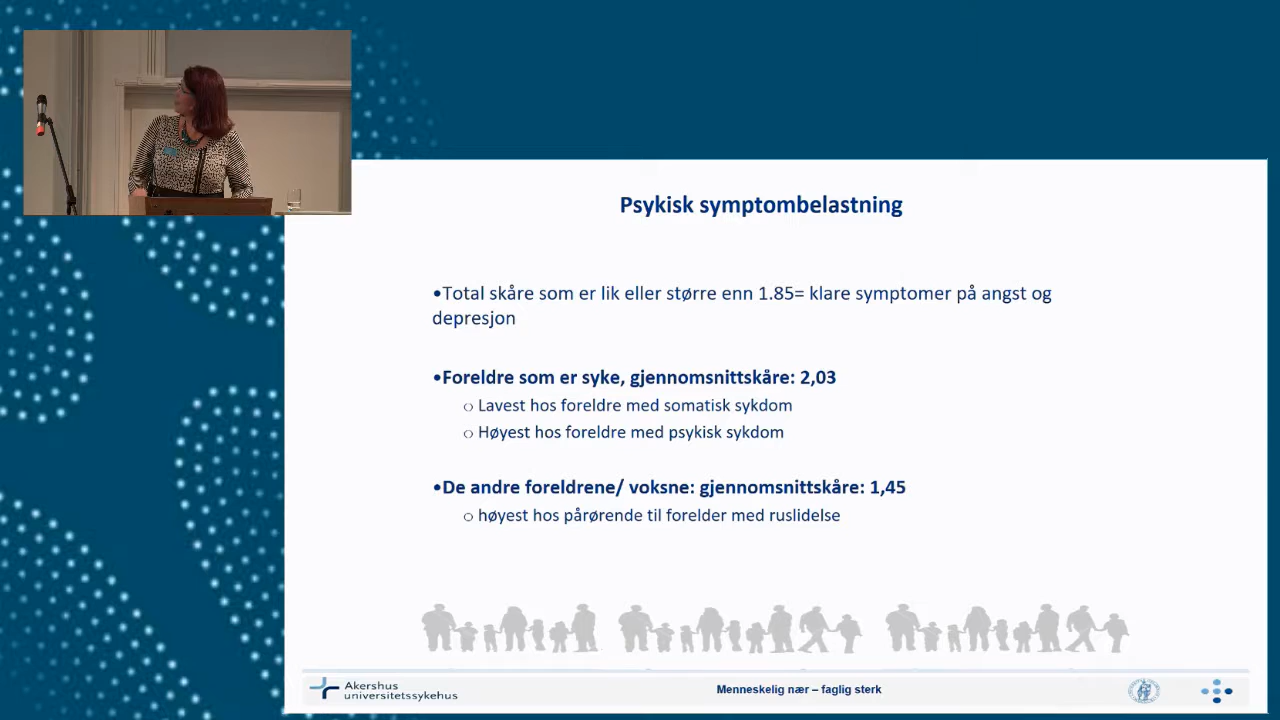 Psykisk symptombelastning
•Total skåre som er lik eller større enn 1.85= klare symptomer på angst og
depresjon
•Foreldre som er syke, gjennomsnittskåre: 2,03
○ Lavest hos foreldre med somatisk sykdom
○ Høyest hos foreldre med psykisk sykdom
•De andre foreldrene/ voksne: gjennomsnittskåre: 1,45
○ høyest hos pårørende til forelder med ruslidelse
Akershus
universitetssykehus
Menneskelig nær – faglig sterk